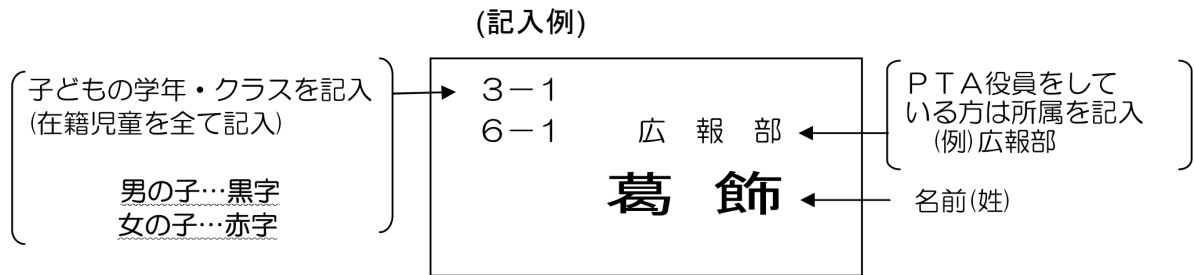 (記入例)
子どもの学年・クラスを記入
(在籍児童を全て記入)
男の子…黒字
女の子…赤字
3−1
6−1 広 報 部
葛 飾
PTA役員をして
いる方は所属を記入
(例)広報部
名前(姓)